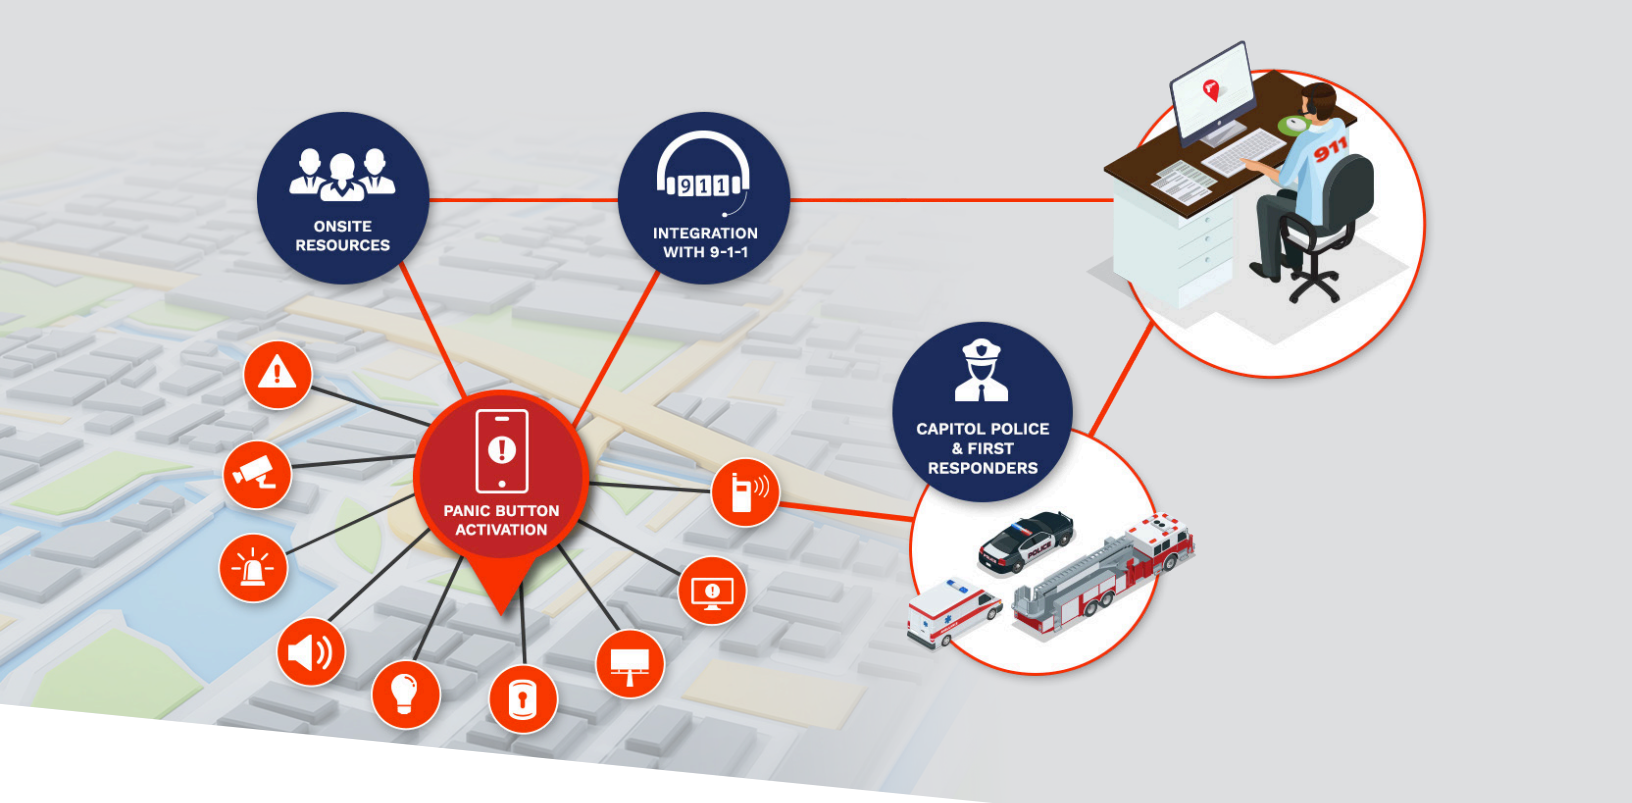 ONSITE
RESOURCES
911
INTEGRATION
WITH 9-1-1
911
CAPITOL POLICE
& FIRST
RESPONDERS
PANIC BUTTON
ACTIVATION
POLICE